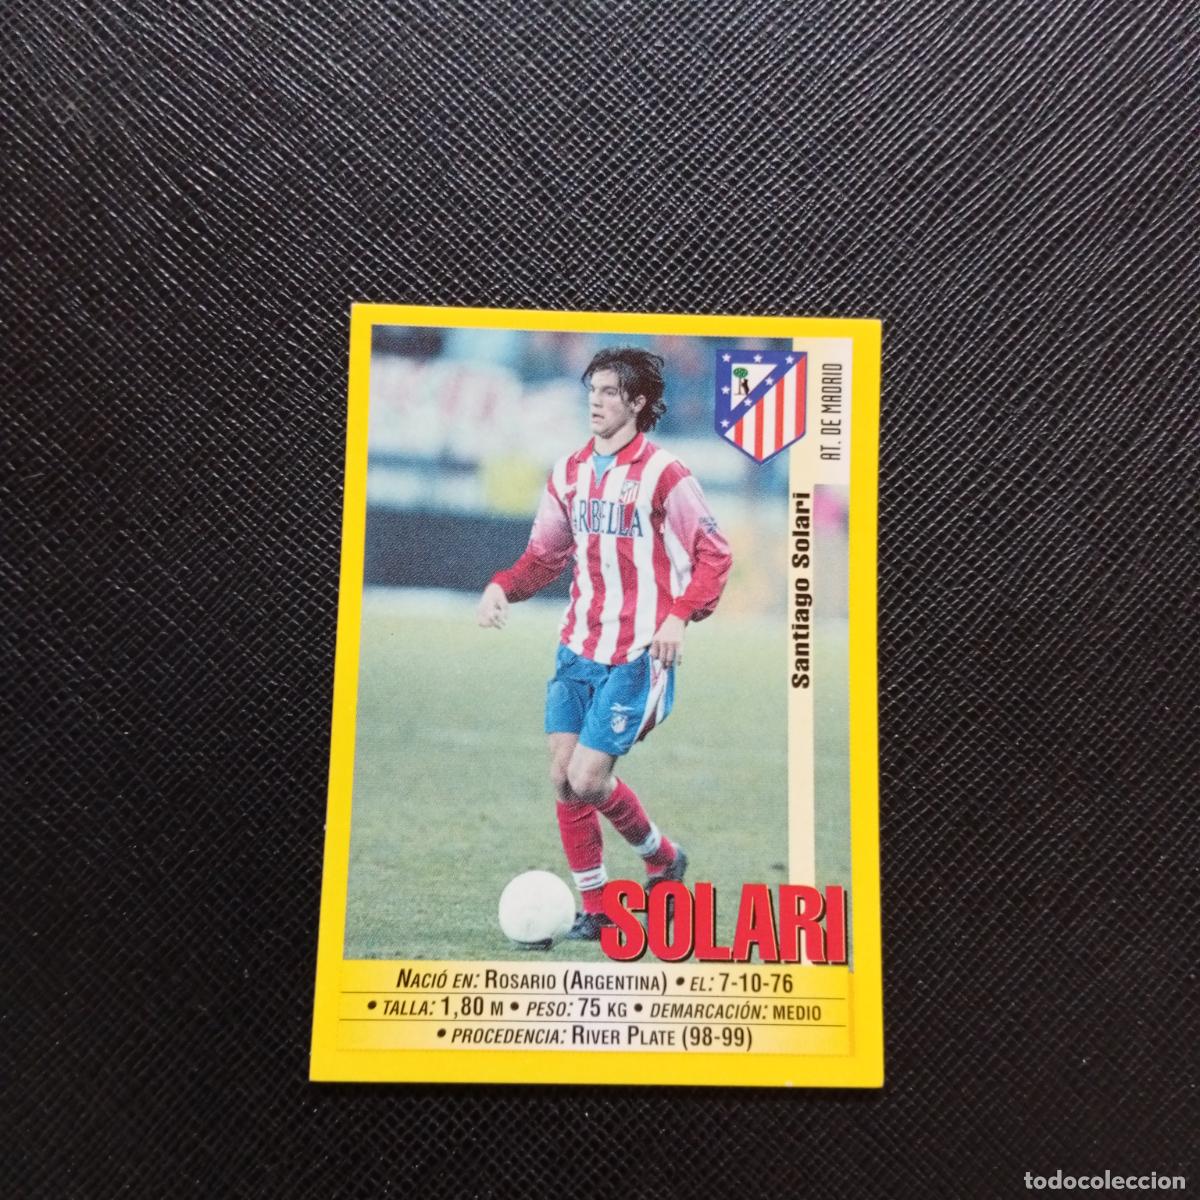 AT. DE MADRID
Santiago Solari
ARBELLA
SOLARI
NACIÓ EN: ROSARIO (ARGENTINA) • EL: 7-10-76
• TALLA: 1,80 M • PESO: 75 KG • DEMARCACIÓN: MEDIO
• PROCEDENCIA: RIVER PLATE (98-99)
todocoleccion